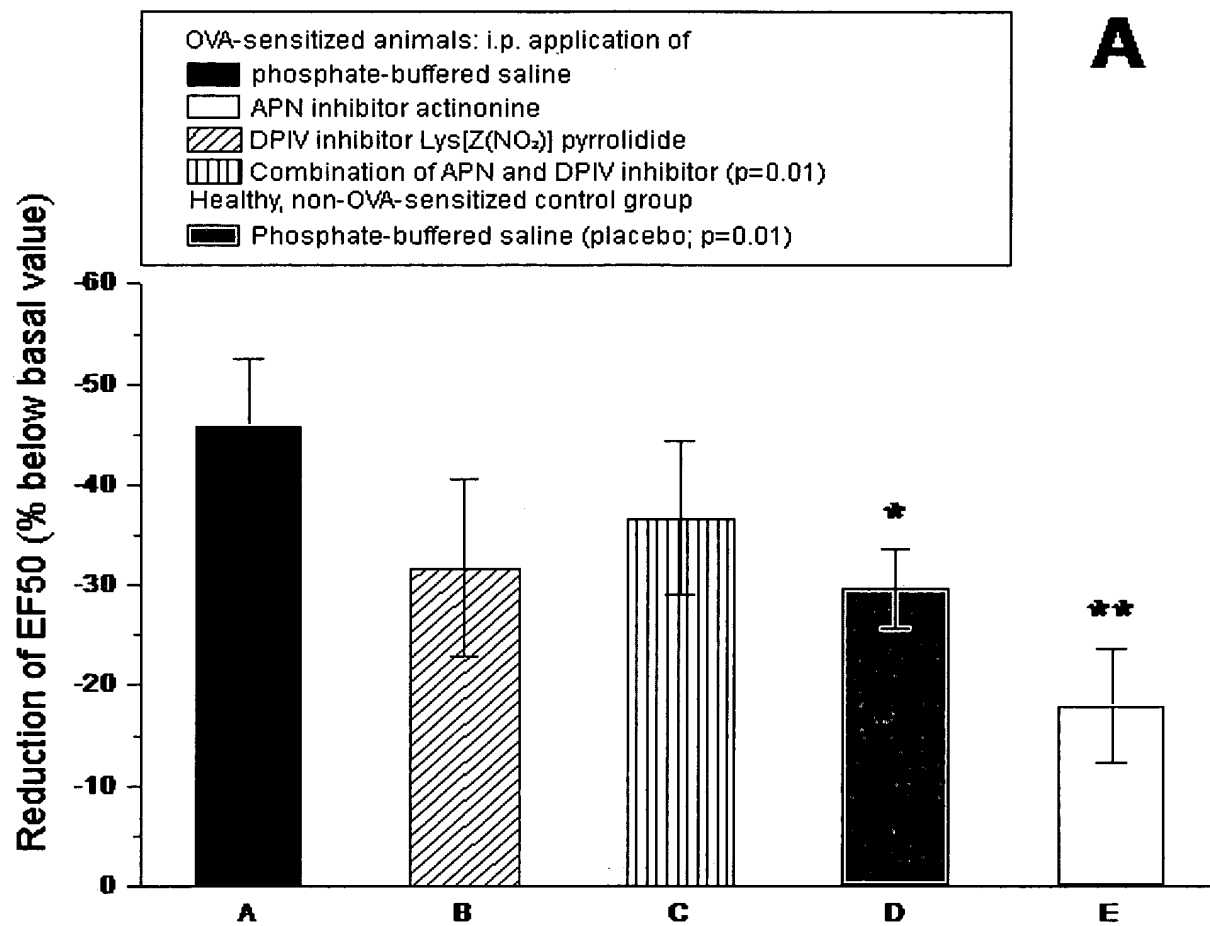 A
OVA-sensitized animals: i.p. application of
phosphate-buffered saline
APN inhibitor actinonine
DPIV inhibitor Lys[Z(NO₂)] pyrrolidide
Combination of APN and DPIV inhibitor (p=0.01)
Healthy, non-OVA-sensitized control group
Phosphate-buffered saline (placebo; p=0.01)
Reduction of EF50 (% below basal value)
-60
-50
-40
-30
-20
-10
0
*
**
A B C D E